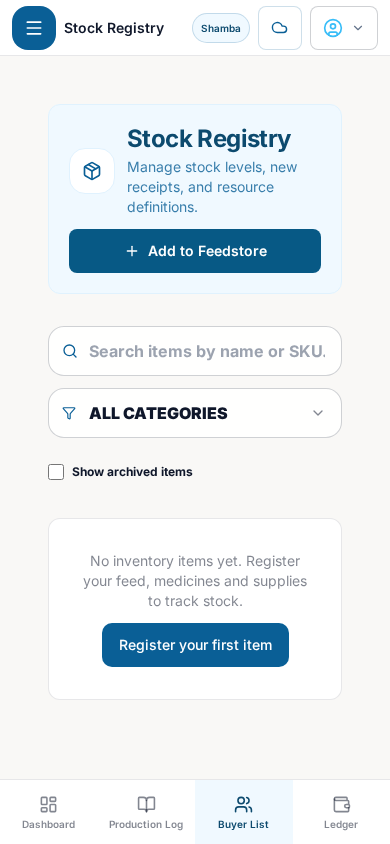 Stock Registry
Shamba
Stock Registry
Manage stock levels, new
receipts, and resource
definitions.
Add to Feedstore
Search items by name or SKU.
ALL CATEGORIES
Show archived items
No inventory items yet. Register
your feed, medicines and supplies
to track stock.
Register your first item
Dashboard
Production Log
Buyer List
Ledger